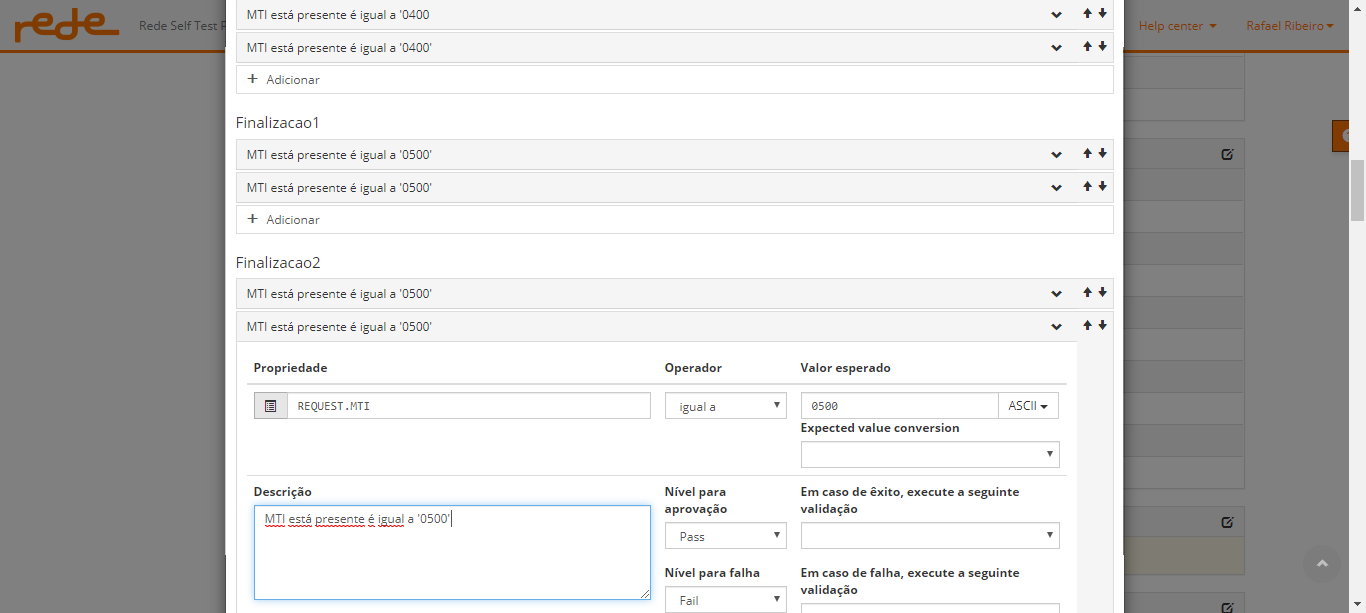 rede
Rede Self Test P
Help center
Rafael Ribeiro
MTI está presente é igual a '0400
MTI está presente é igual a '0400'
+ Adicionar
Finalizacao1
MTI está presente é igual a '0500'
MTI está presente é igual a '0500'
+ Adicionar
Finalizacao2
MTI está presente é igual a '0500'
MTI está presente é igual a '0500'
Propriedade
Operador
Valor esperado
REQUEST.MTI
igual a
0500
ASCII
Expected value conversion
Descrição
Nível para
aprovação
Em caso de êxito, execute a seguinte
validação
MTI está presente é igual a '0500'
Pass
Nível para falha
Em caso de falha, execute a seguinte
validação
Fail